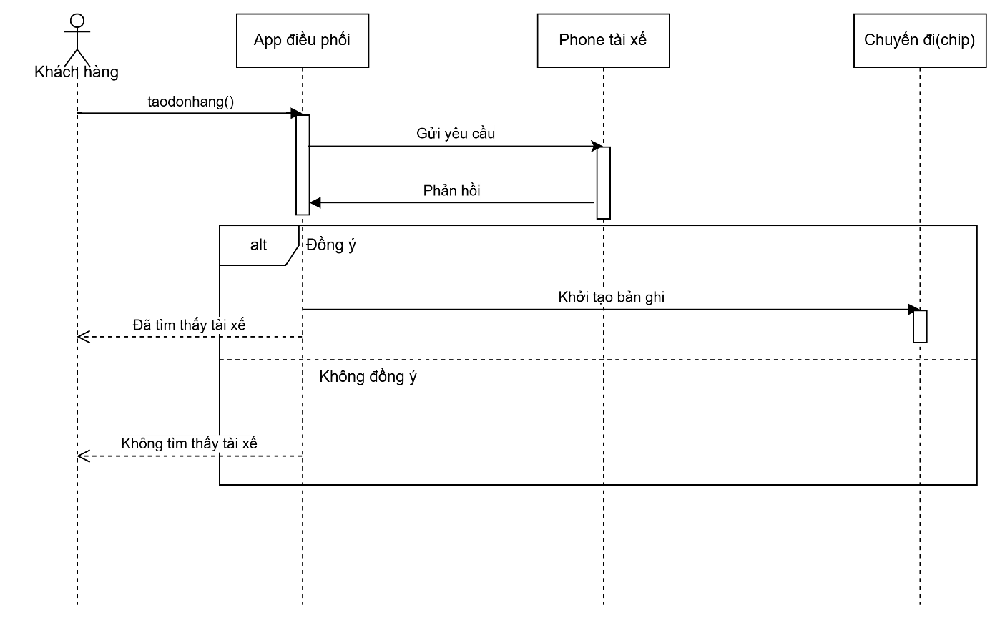 Khách hàng
App điều phối
Phone tài xế
Chuyến đi(chip)
taodonhang()
Gửi yêu cầu
Phản hồi
alt
Đồng ý
Khởi tạo bản ghi
Đã tìm thấy tài xế
Không đồng ý
Không tìm thấy tài xế